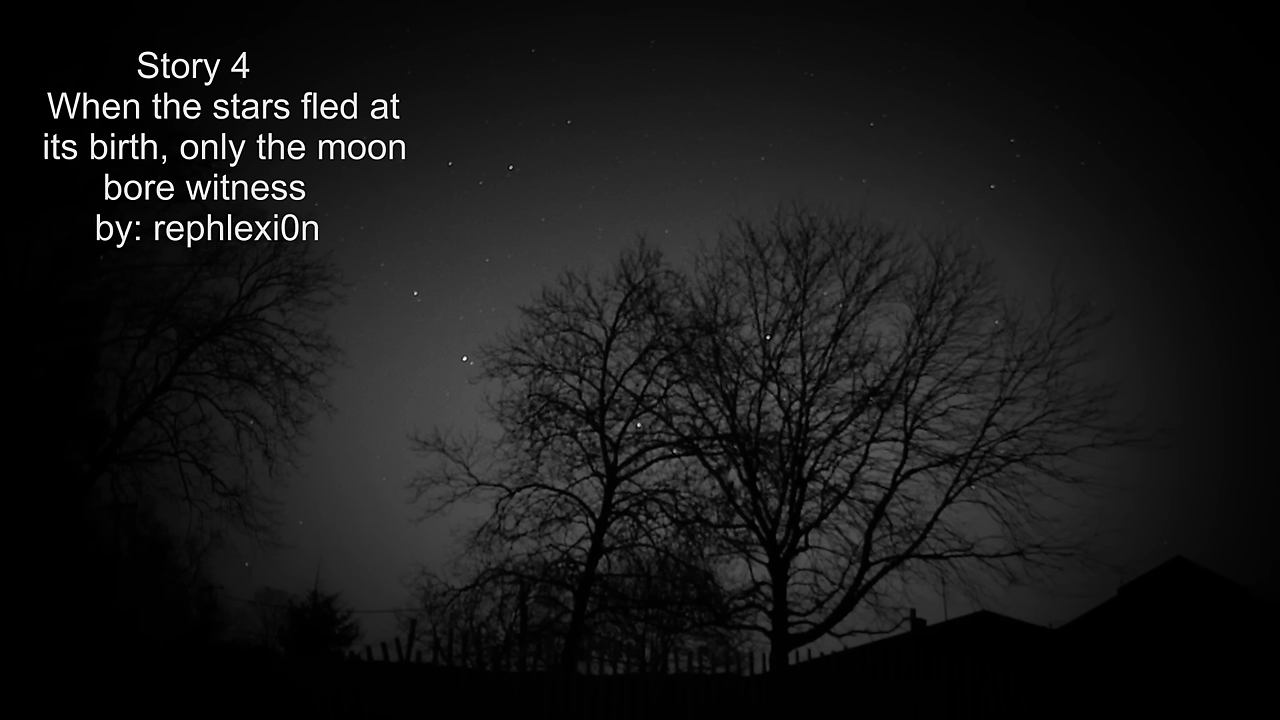 Story 4
When the stars fled at
its birth, only the moon
bore witness
by: rephlexi0n